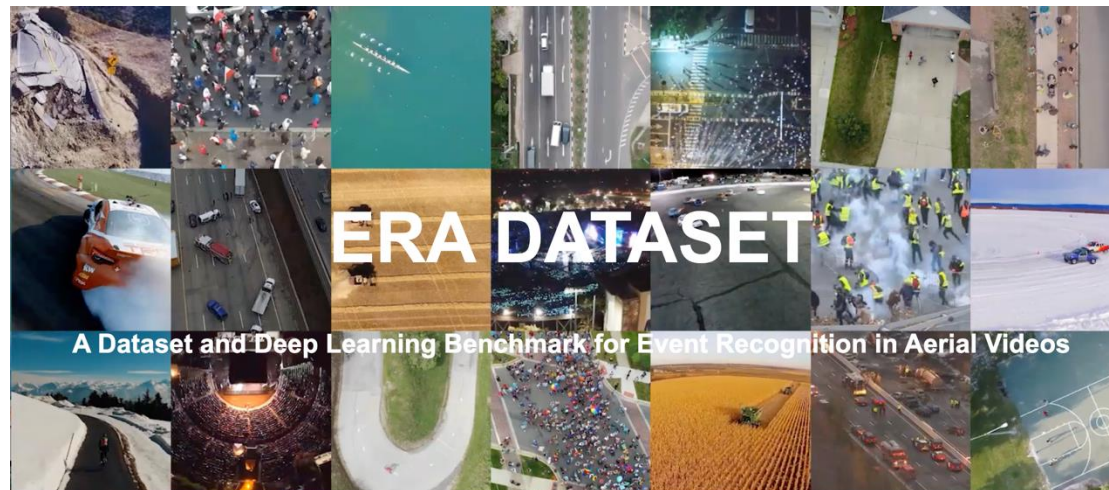 ERA DATASET
A Dataset and Deep Learning Benchmark for Event Recognition in Aerial Videos